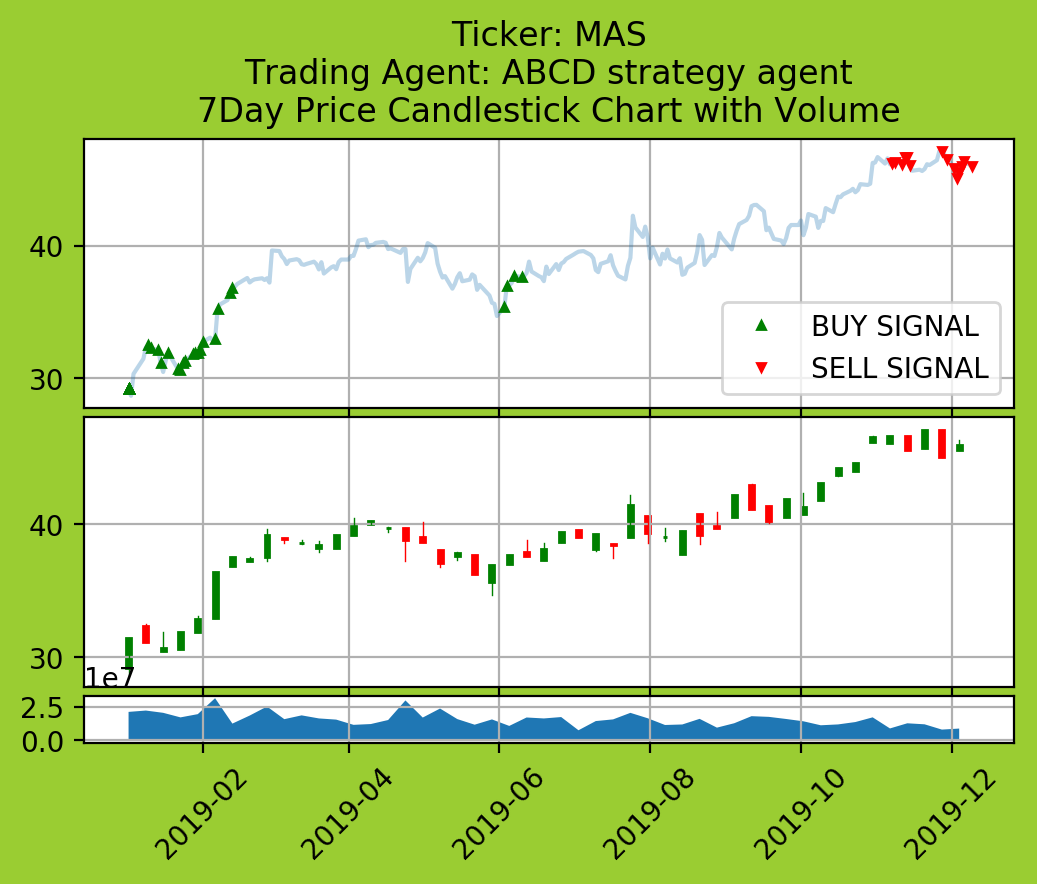 Ticker: MAS
Trading Agent: ABCD strategy agent
7Day Price Candlestick Chart with Volume
40
30
BUY SIGNAL
SELL SIGNAL
40
30
1e7
2.5
0.0
2019-02
2019-04
2019-06
2019-08
2019-10
2019-12